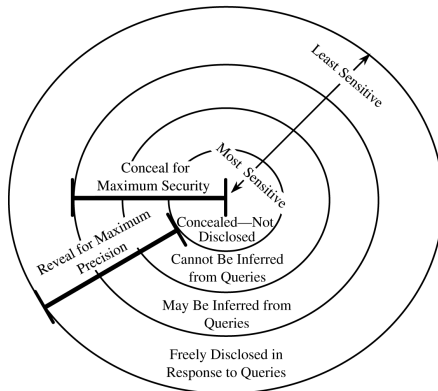 Least Sensitive
Most Sensitive
Conceal for
Maximum Security
Reveal for Maximum
Precision
Concealed—Not
Disclosed
Cannot Be Inferred
from Queries
May Be Inferred from
Queries
Freely Disclosed in
Response to Queries